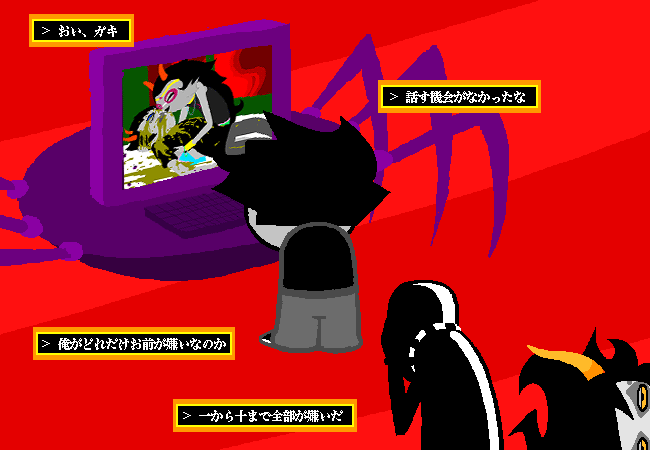 > おい、ガキ
> 話す機会がなかったな
> 俺がどれだけお前が嫌いなのか
> 一から十まで全部が嫌いだ